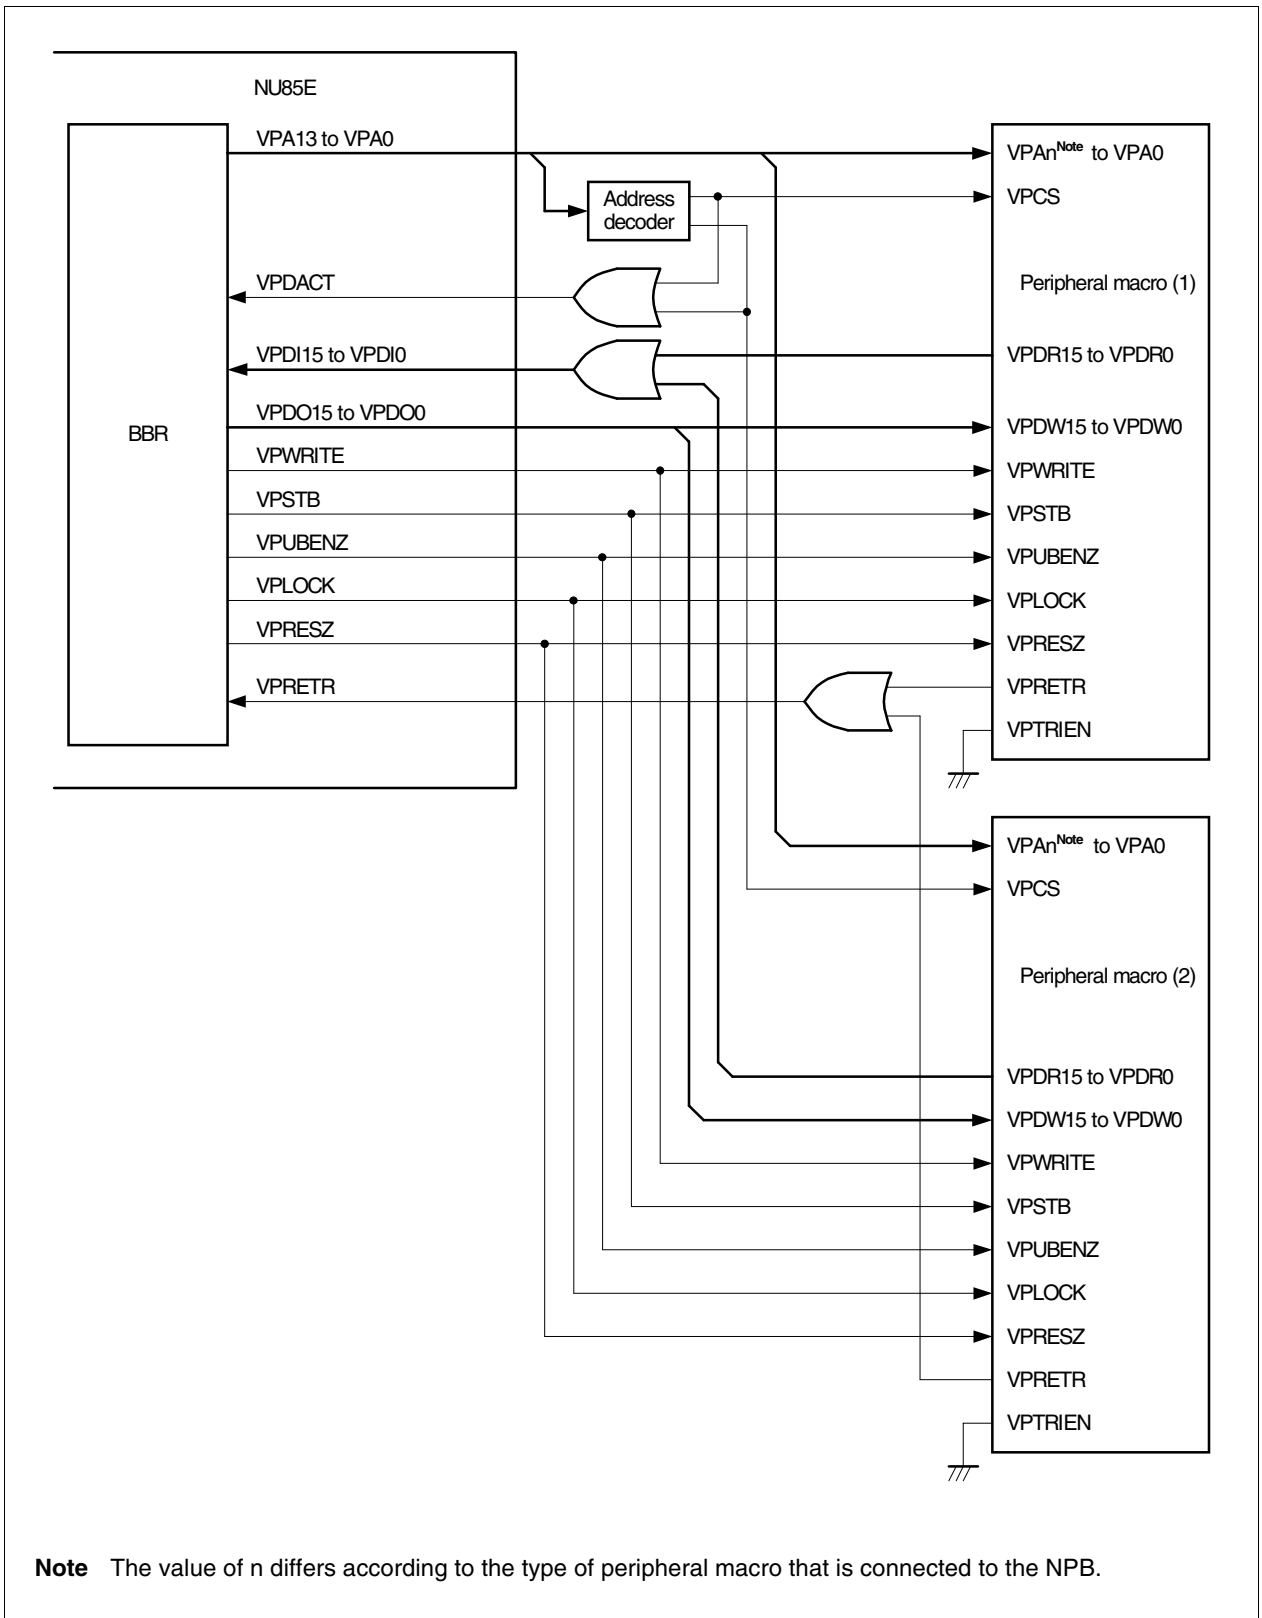 NU85E
BBR
VPA13 to VPA0
VPDACT
VPDI15 to VPDI0
VPDO15 to VPDO0
VPWRITE
VPSTB
VPUBENZ
VPLOCK
VPRESZ
VPRETR
Address
decoder
VPAnNote to VPA0
VPCS
Peripheral macro (1)
VPDR15 to VPDR0
VPDW15 to VPDW0
VPWRITE
VPSTB
VPUBENZ
VPLOCK
VPRESZ
VPRETR
VPTRIEN
VPAnNote to VPA0
VPCS
Peripheral macro (2)
VPDR15 to VPDR0
VPDW15 to VPDW0
VPWRITE
VPSTB
VPUBENZ
VPLOCK
VPRESZ
VPRETR
VPTRIEN
Note The value of n differs according to the type of peripheral macro that is connected to the NPB.